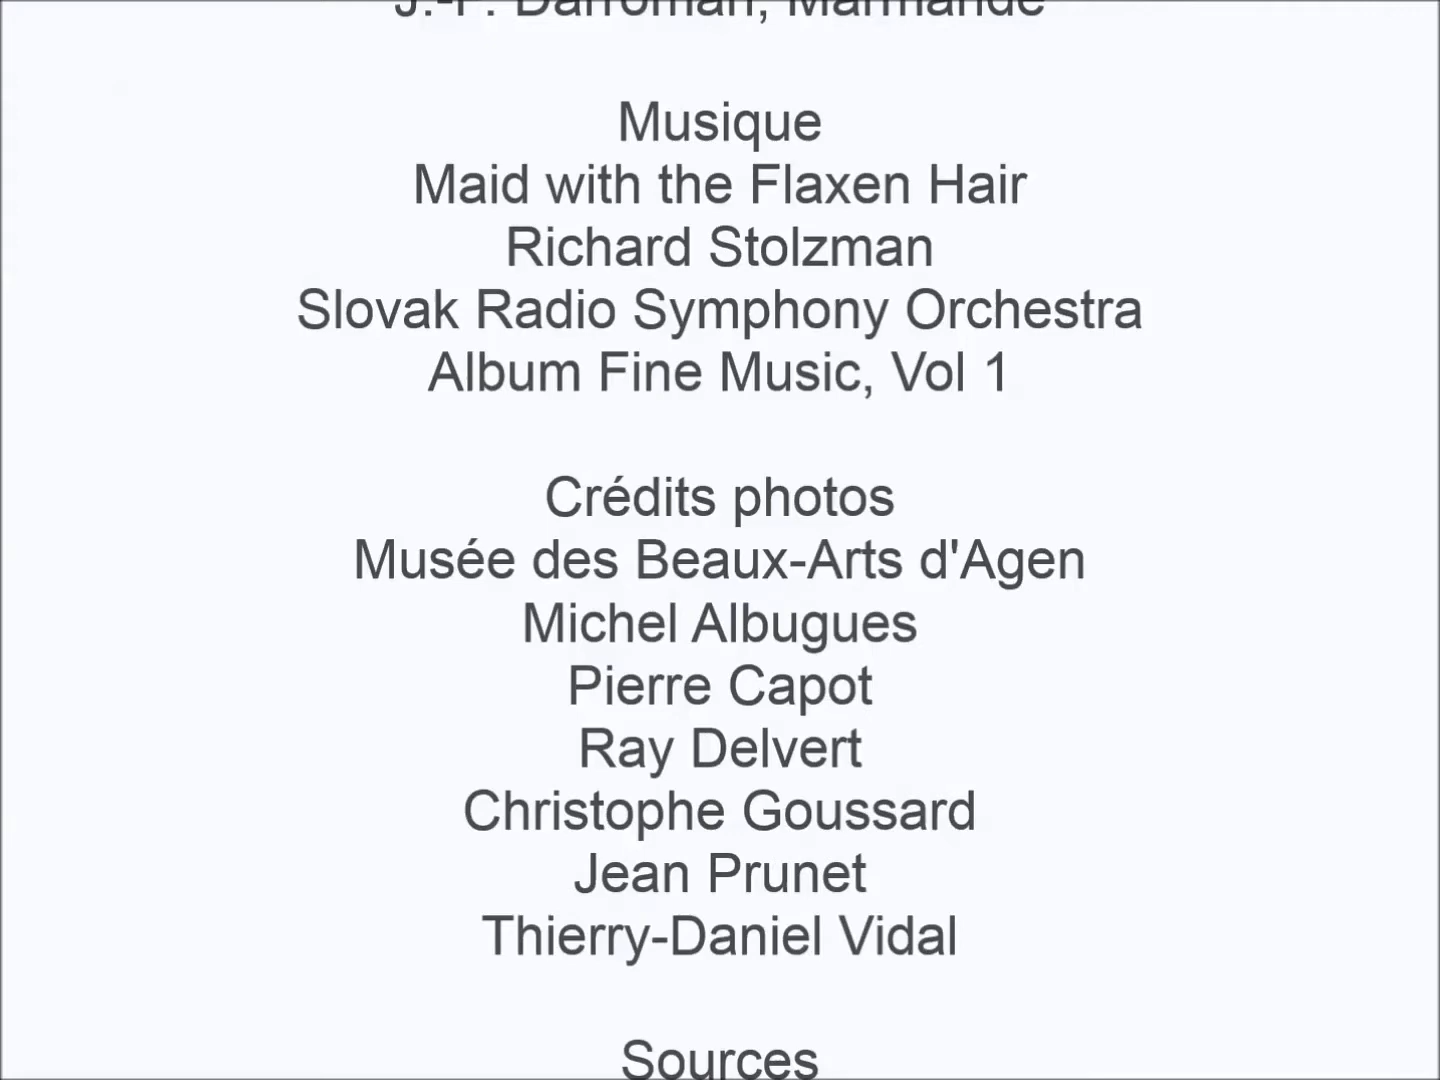 J.-P. Darroman, Marmande
Musique
Maid with the Flaxen Hair
Richard Stolzman
Slovak Radio Symphony Orchestra
Album Fine Music, Vol 1
Crédits photos
Musée des Beaux-Arts d'Agen
Michel Albugues
Pierre Capot
Ray Delvert
Christophe Goussard
Jean Prunet
Thierry-Daniel Vidal
Sources